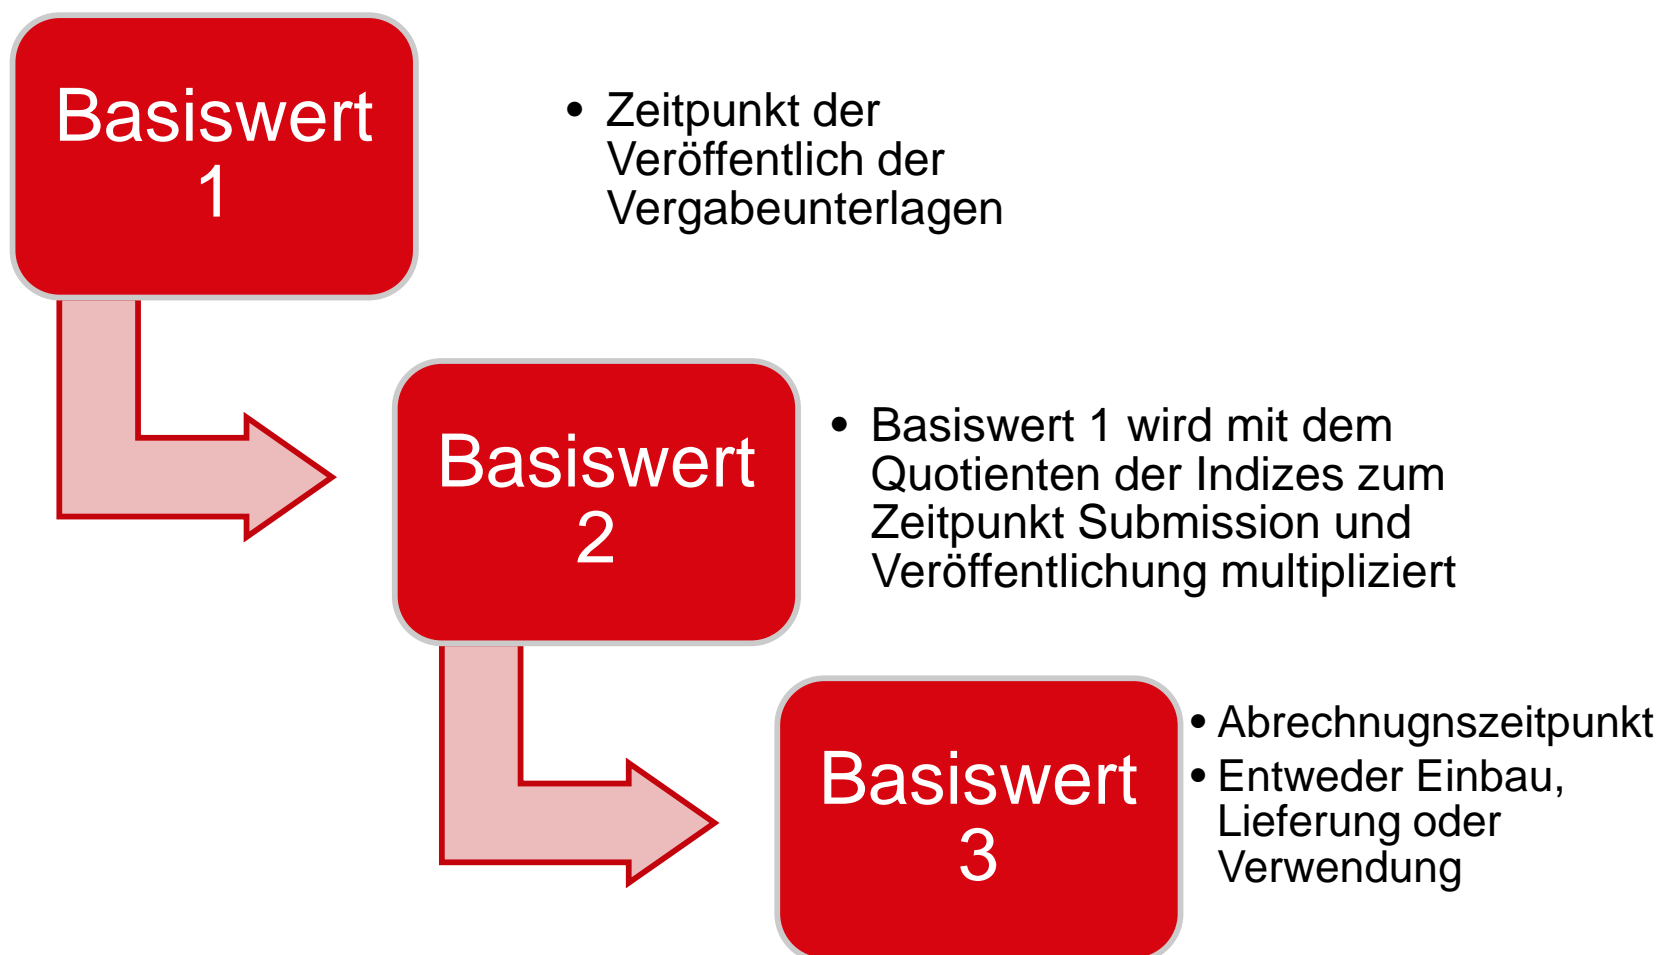 Basiswert
1
• Zeitpunkt der
Veröffentlich der
Vergabeunterlagen
Basiswert
2
• Basiswert 1 wird mit dem
Quotienten der Indizes zum
Zeitpunkt Submission und
Veröffentlichung multipliziert
Basiswert
3
• Abrechnugnszeitpunkt
• Entweder Einbau,
Lieferung oder
Verwendung